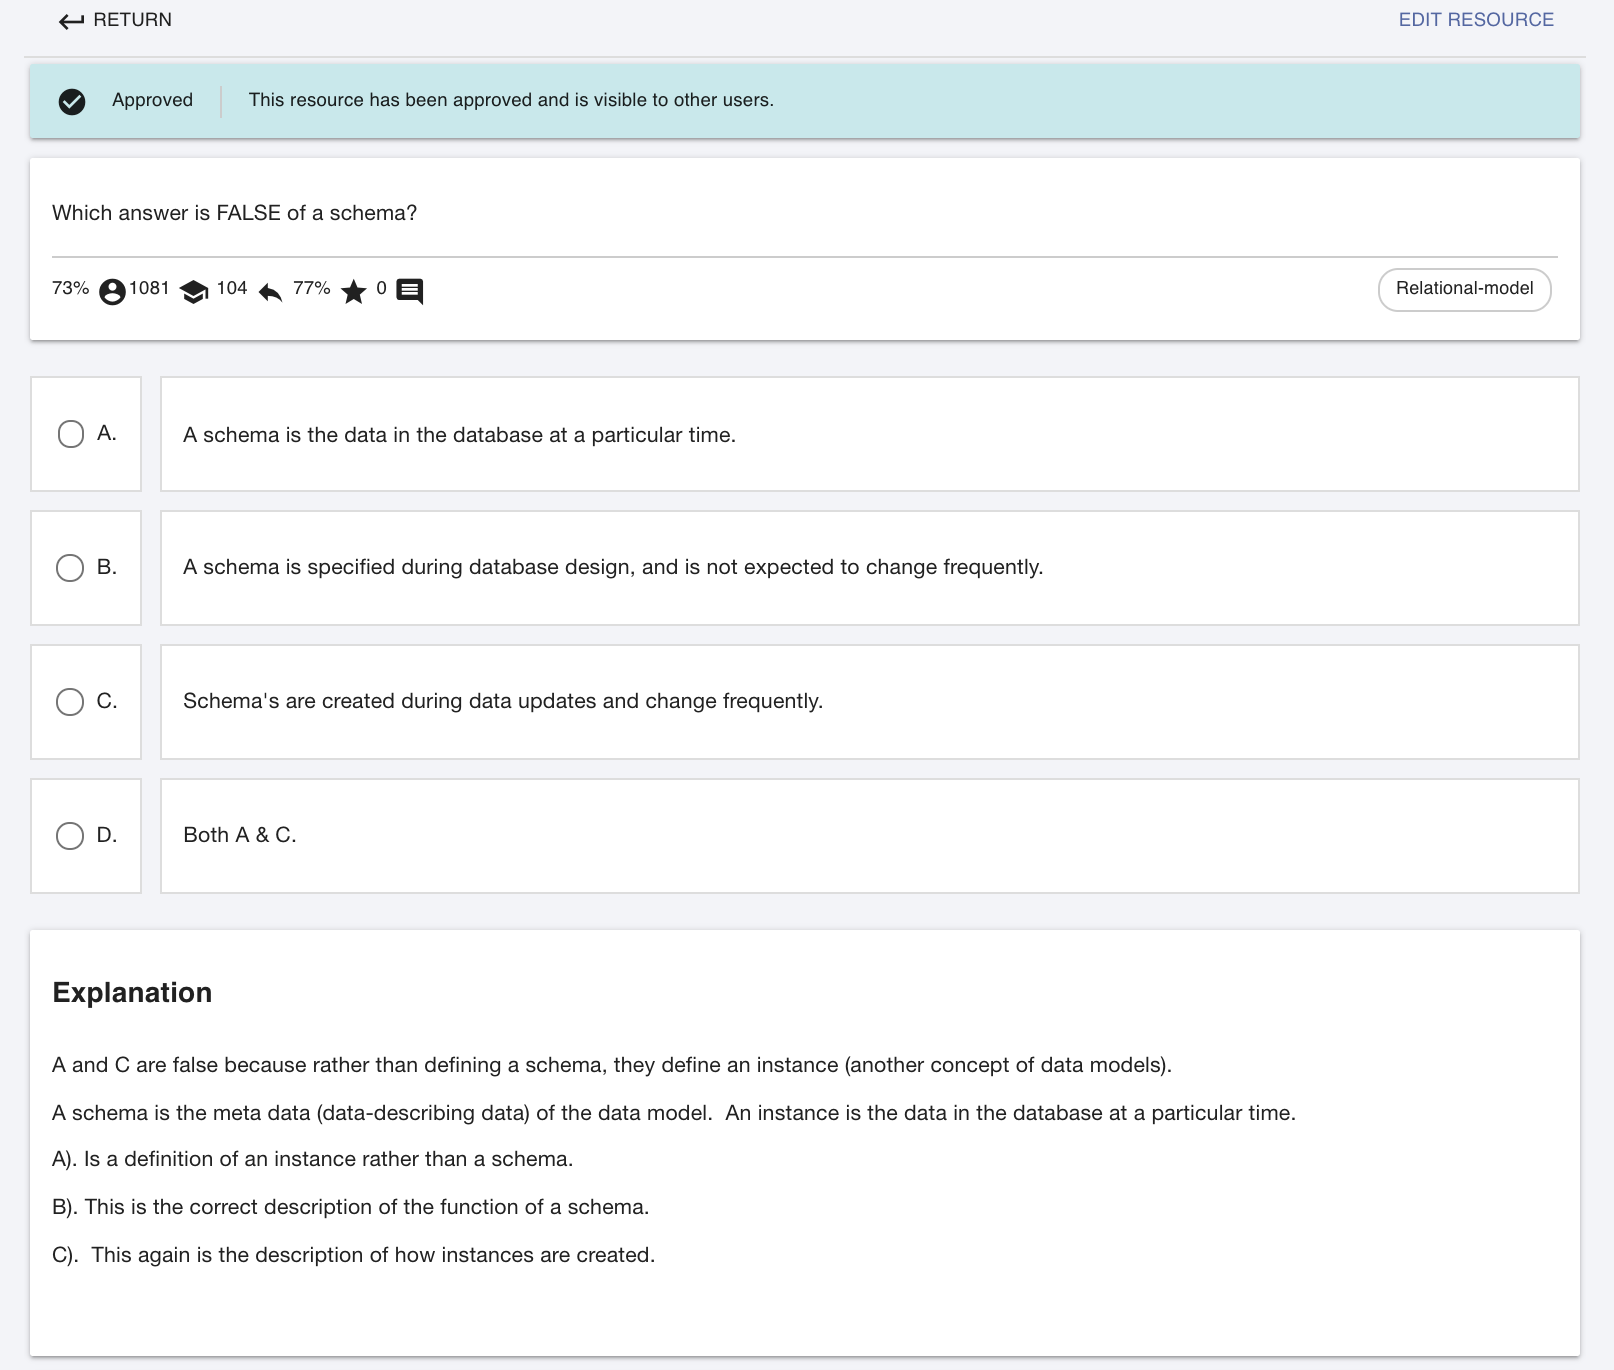 RETURN
EDIT RESOURCE
Approved
This resource has been approved and is visible to other users.
Which answer is FALSE of a schema?
73% 1081 104 77% 0
Relational-model
A. A schema is the data in the database at a particular time.
B. A schema is specified during database design, and is not expected to change frequently.
C. Schema's are created during data updates and change frequently.
D. Both A & C.
Explanation
A and C are false because rather than defining a schema, they define an instance (another concept of data models).
A schema is the meta data (data-describing data) of the data model.  An instance is the data in the database at a particular time.
A). Is a definition of an instance rather than a schema.
B). This is the correct description of the function of a schema.
C).  This again is the description of how instances are created.